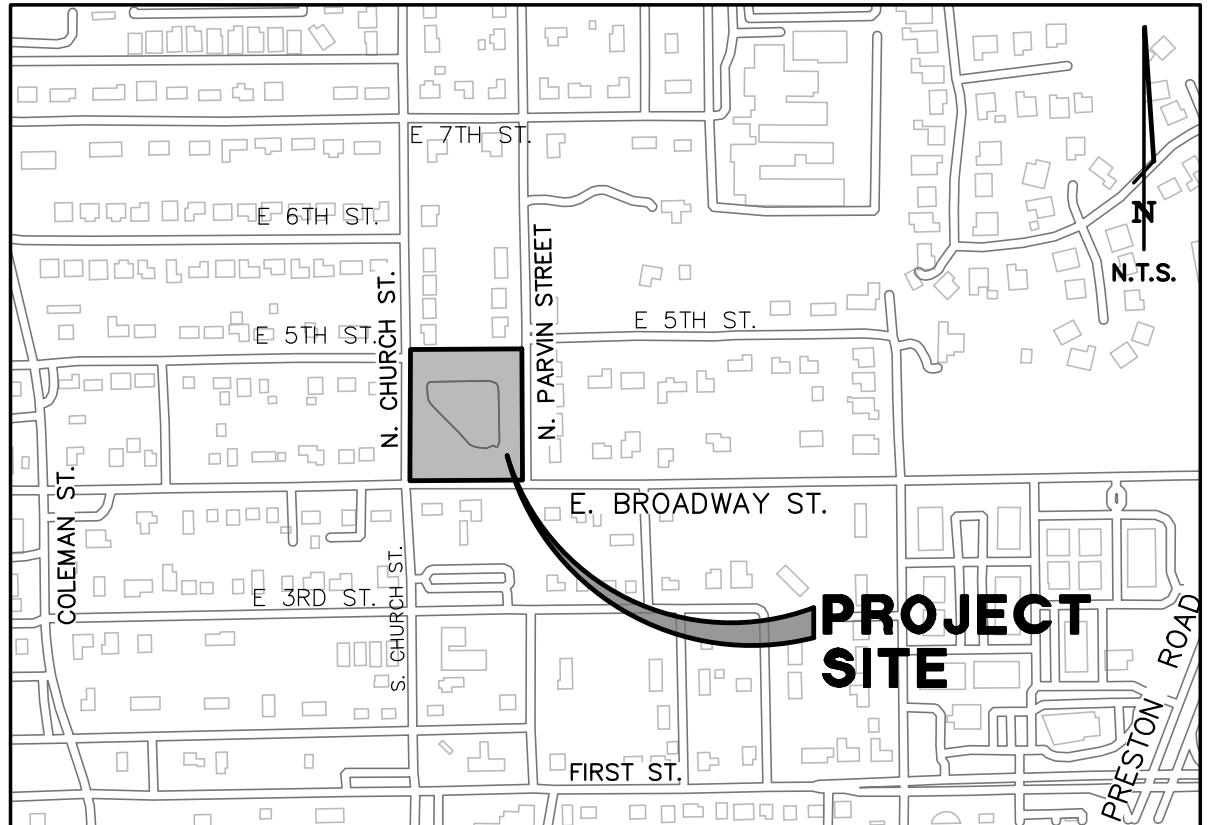 E 7TH ST.
E 6TH ST.
N
N.T.S.
N. CHURCH ST.
N. PARVIN STREET
E 5TH ST.
E 5TH ST.
COLEMAN ST.
E. BROADWAY ST.
E 3RD ST.
S. CHURCH ST.
PROJECT
SITE
PRESTON ROAD
FIRST ST.